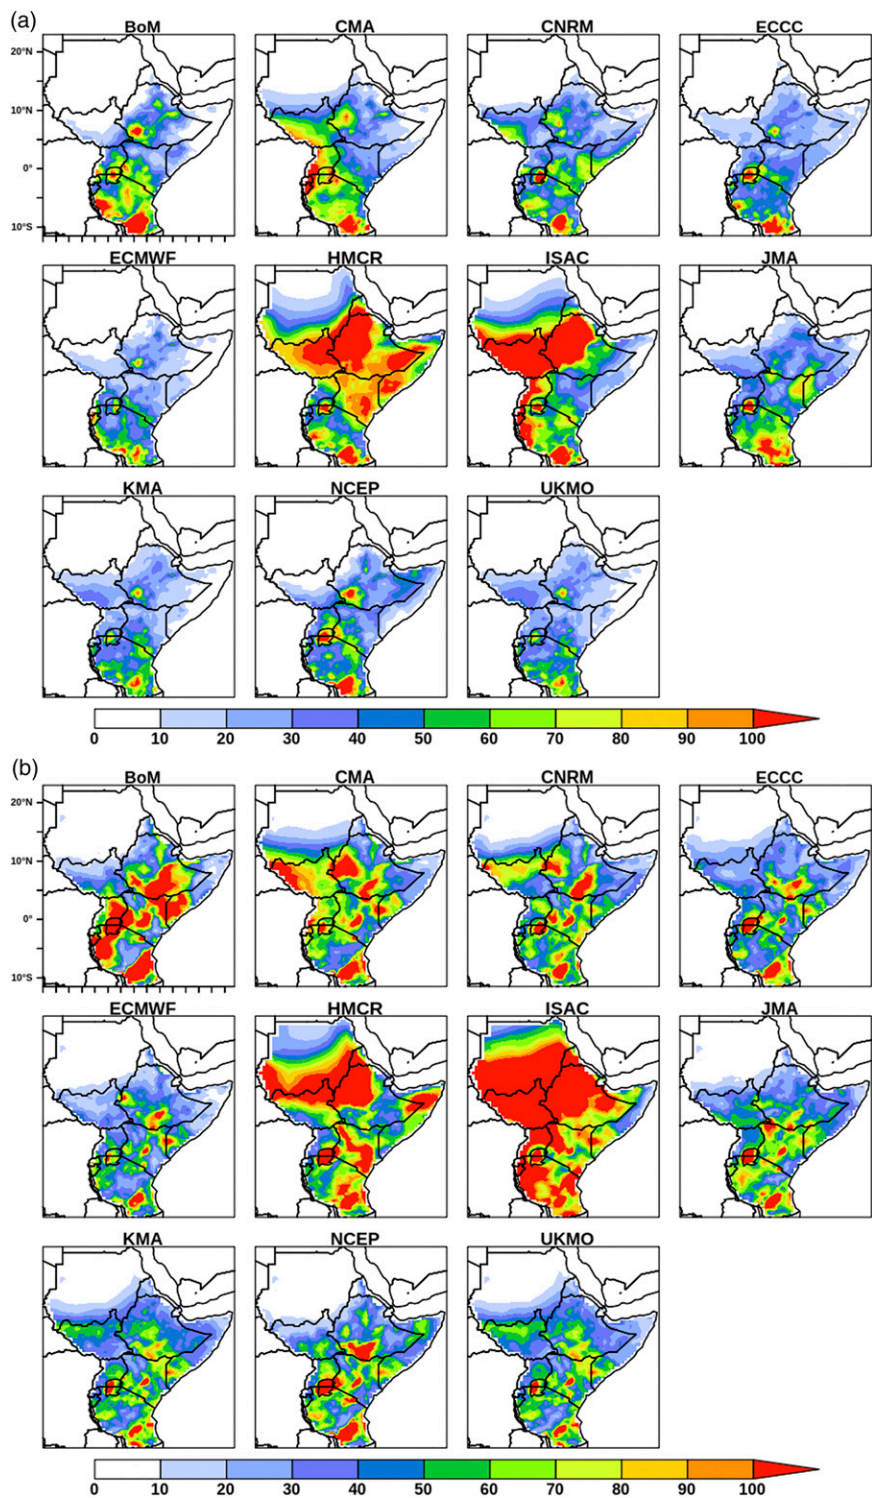 (a)
BoM CMA CNRM ECCC
20°N
10°N
0°
10°S
ECMWF HMCR ISAC JMA
KMA NCEP UKMO
0 10 20 30 40 50 60 70 80 90 100
(b)
BoM CMA CNRM ECCC
20°N
10°N
0°
10°S
ECMWF HMCR ISAC JMA
KMA NCEP UKMO
0 10 20 30 40 50 60 70 80 90 100